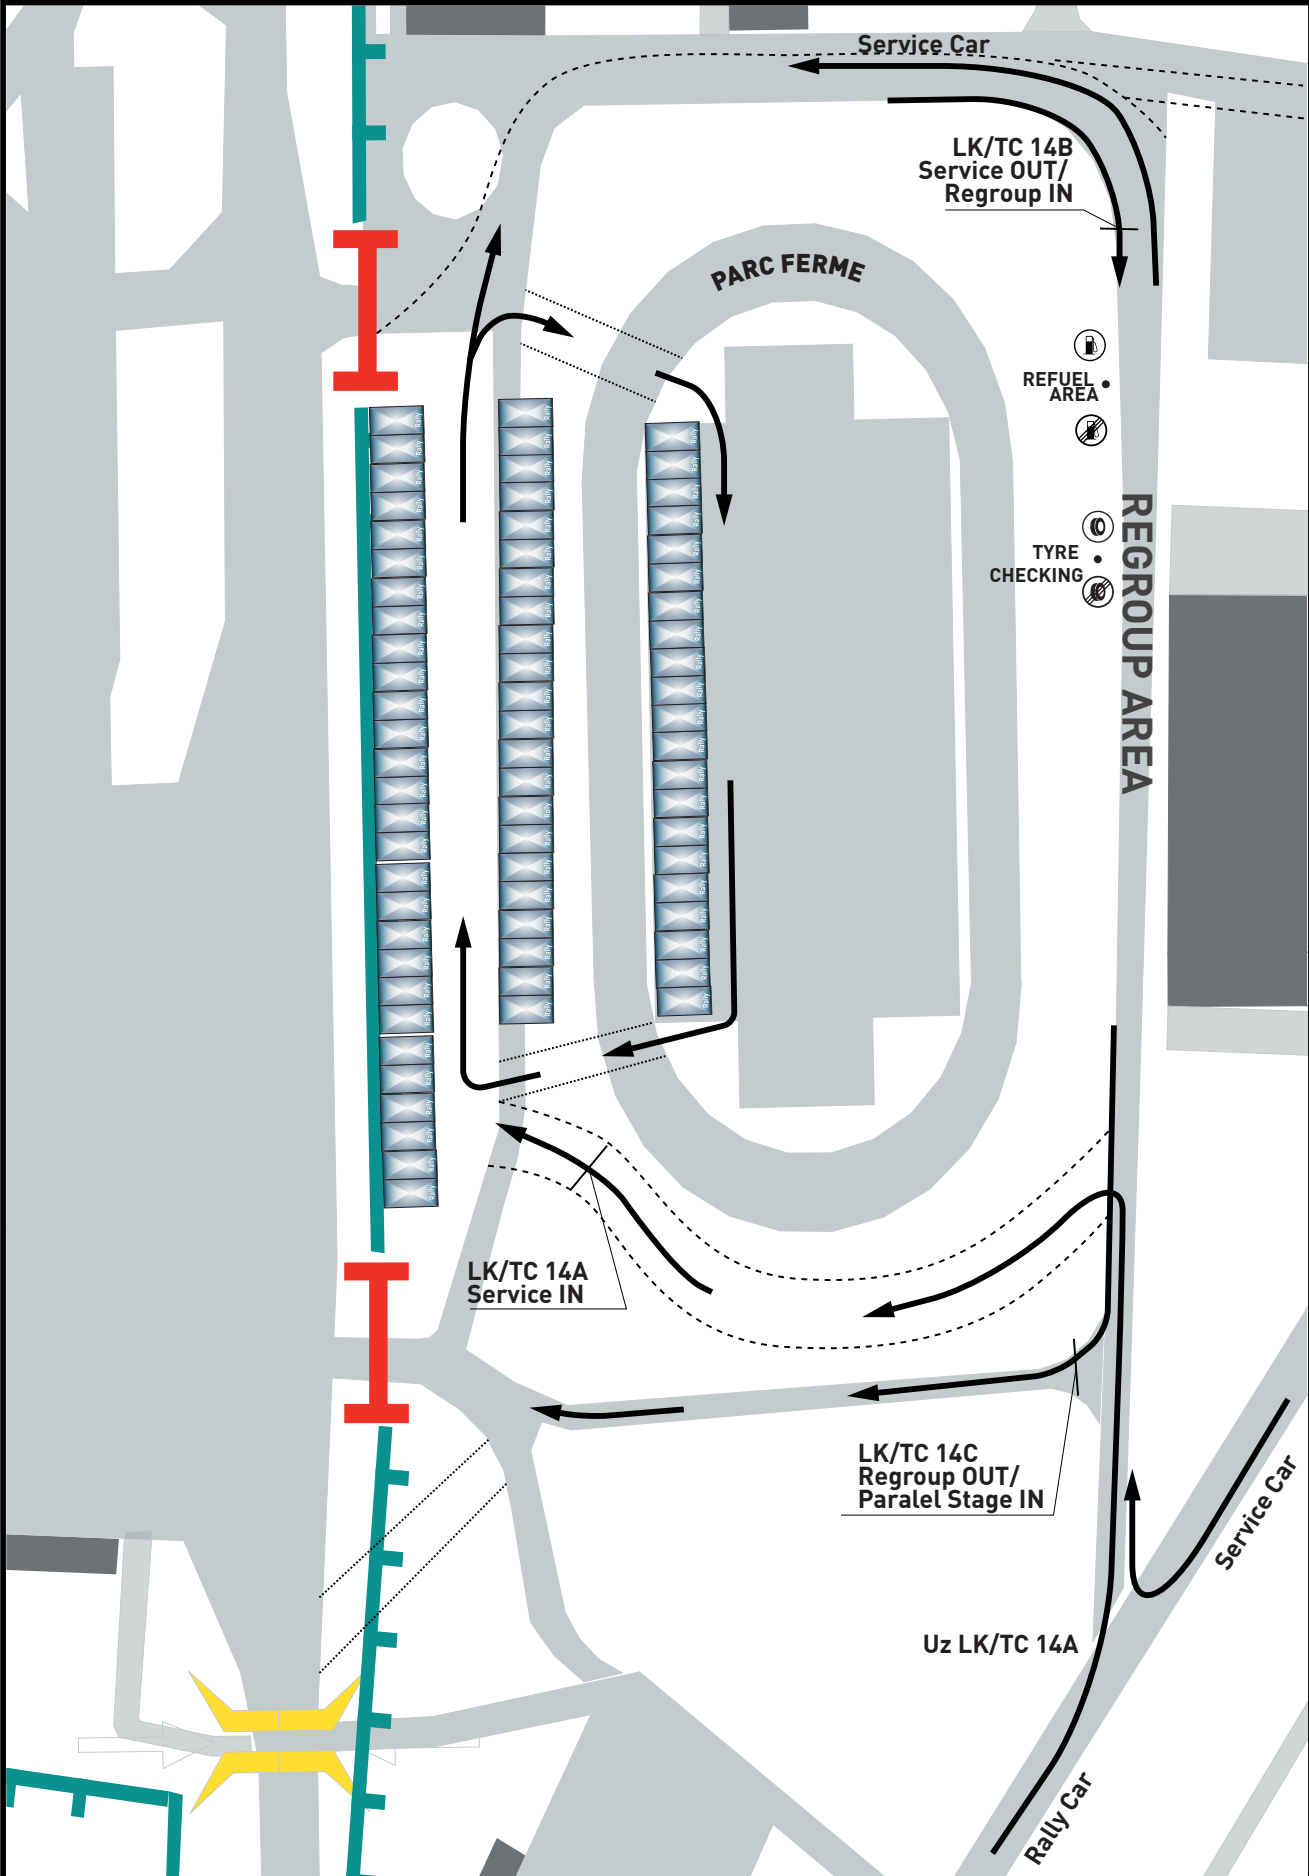 Service Car
LK/TC 14B
Service OUT/
Regroup IN
PARC FERME
REFUEL
AREA
TYRE
CHECKING
REGROUP AREA
LK/TC 14A
Service IN
LK/TC 14C
Regroup OUT/
Paralel Stage IN
Service Car
Uz LK/TC 14A
Rally Car
Rally